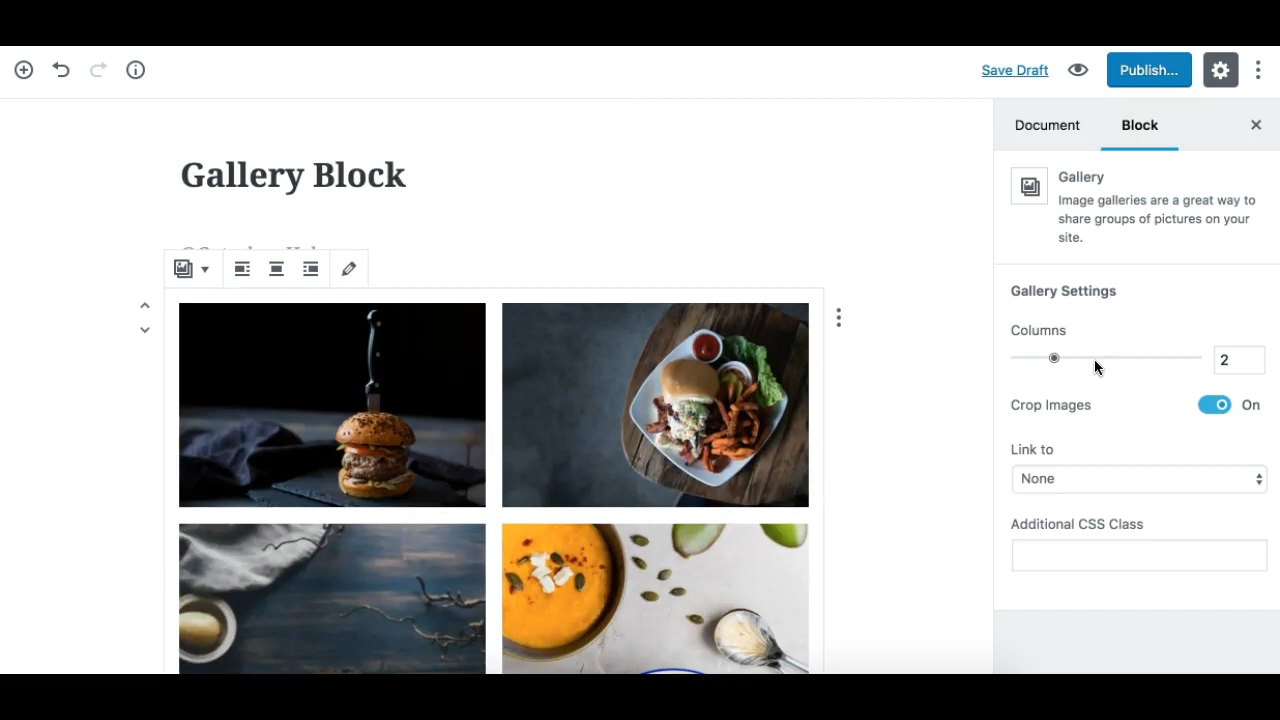 Save Draft
Publish...
Document
Block
Gallery Block
Gallery
Image galleries are a great way to
share groups of pictures on your
site.
Gallery Settings
Columns
2
Crop Images
On
Link to
None
Additional CSS Class